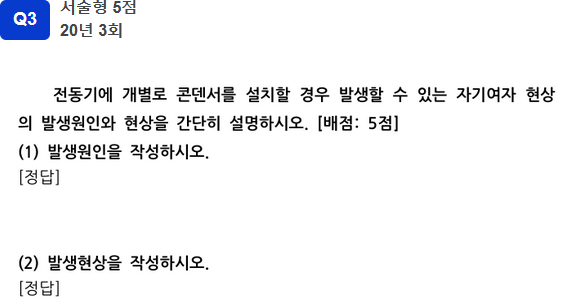 Q3
서술형 5점
20년 3회
전동기에 개별로 콘덴서를 설치할 경우 발생할 수 있는 자기여자 현상
의 발생원인와 현상을 간단히 설명하시오. [배점: 5점]
(1) 발생원인을 작성하시오.
[정답]
(2) 발생현상을 작성하시오.
[정답]